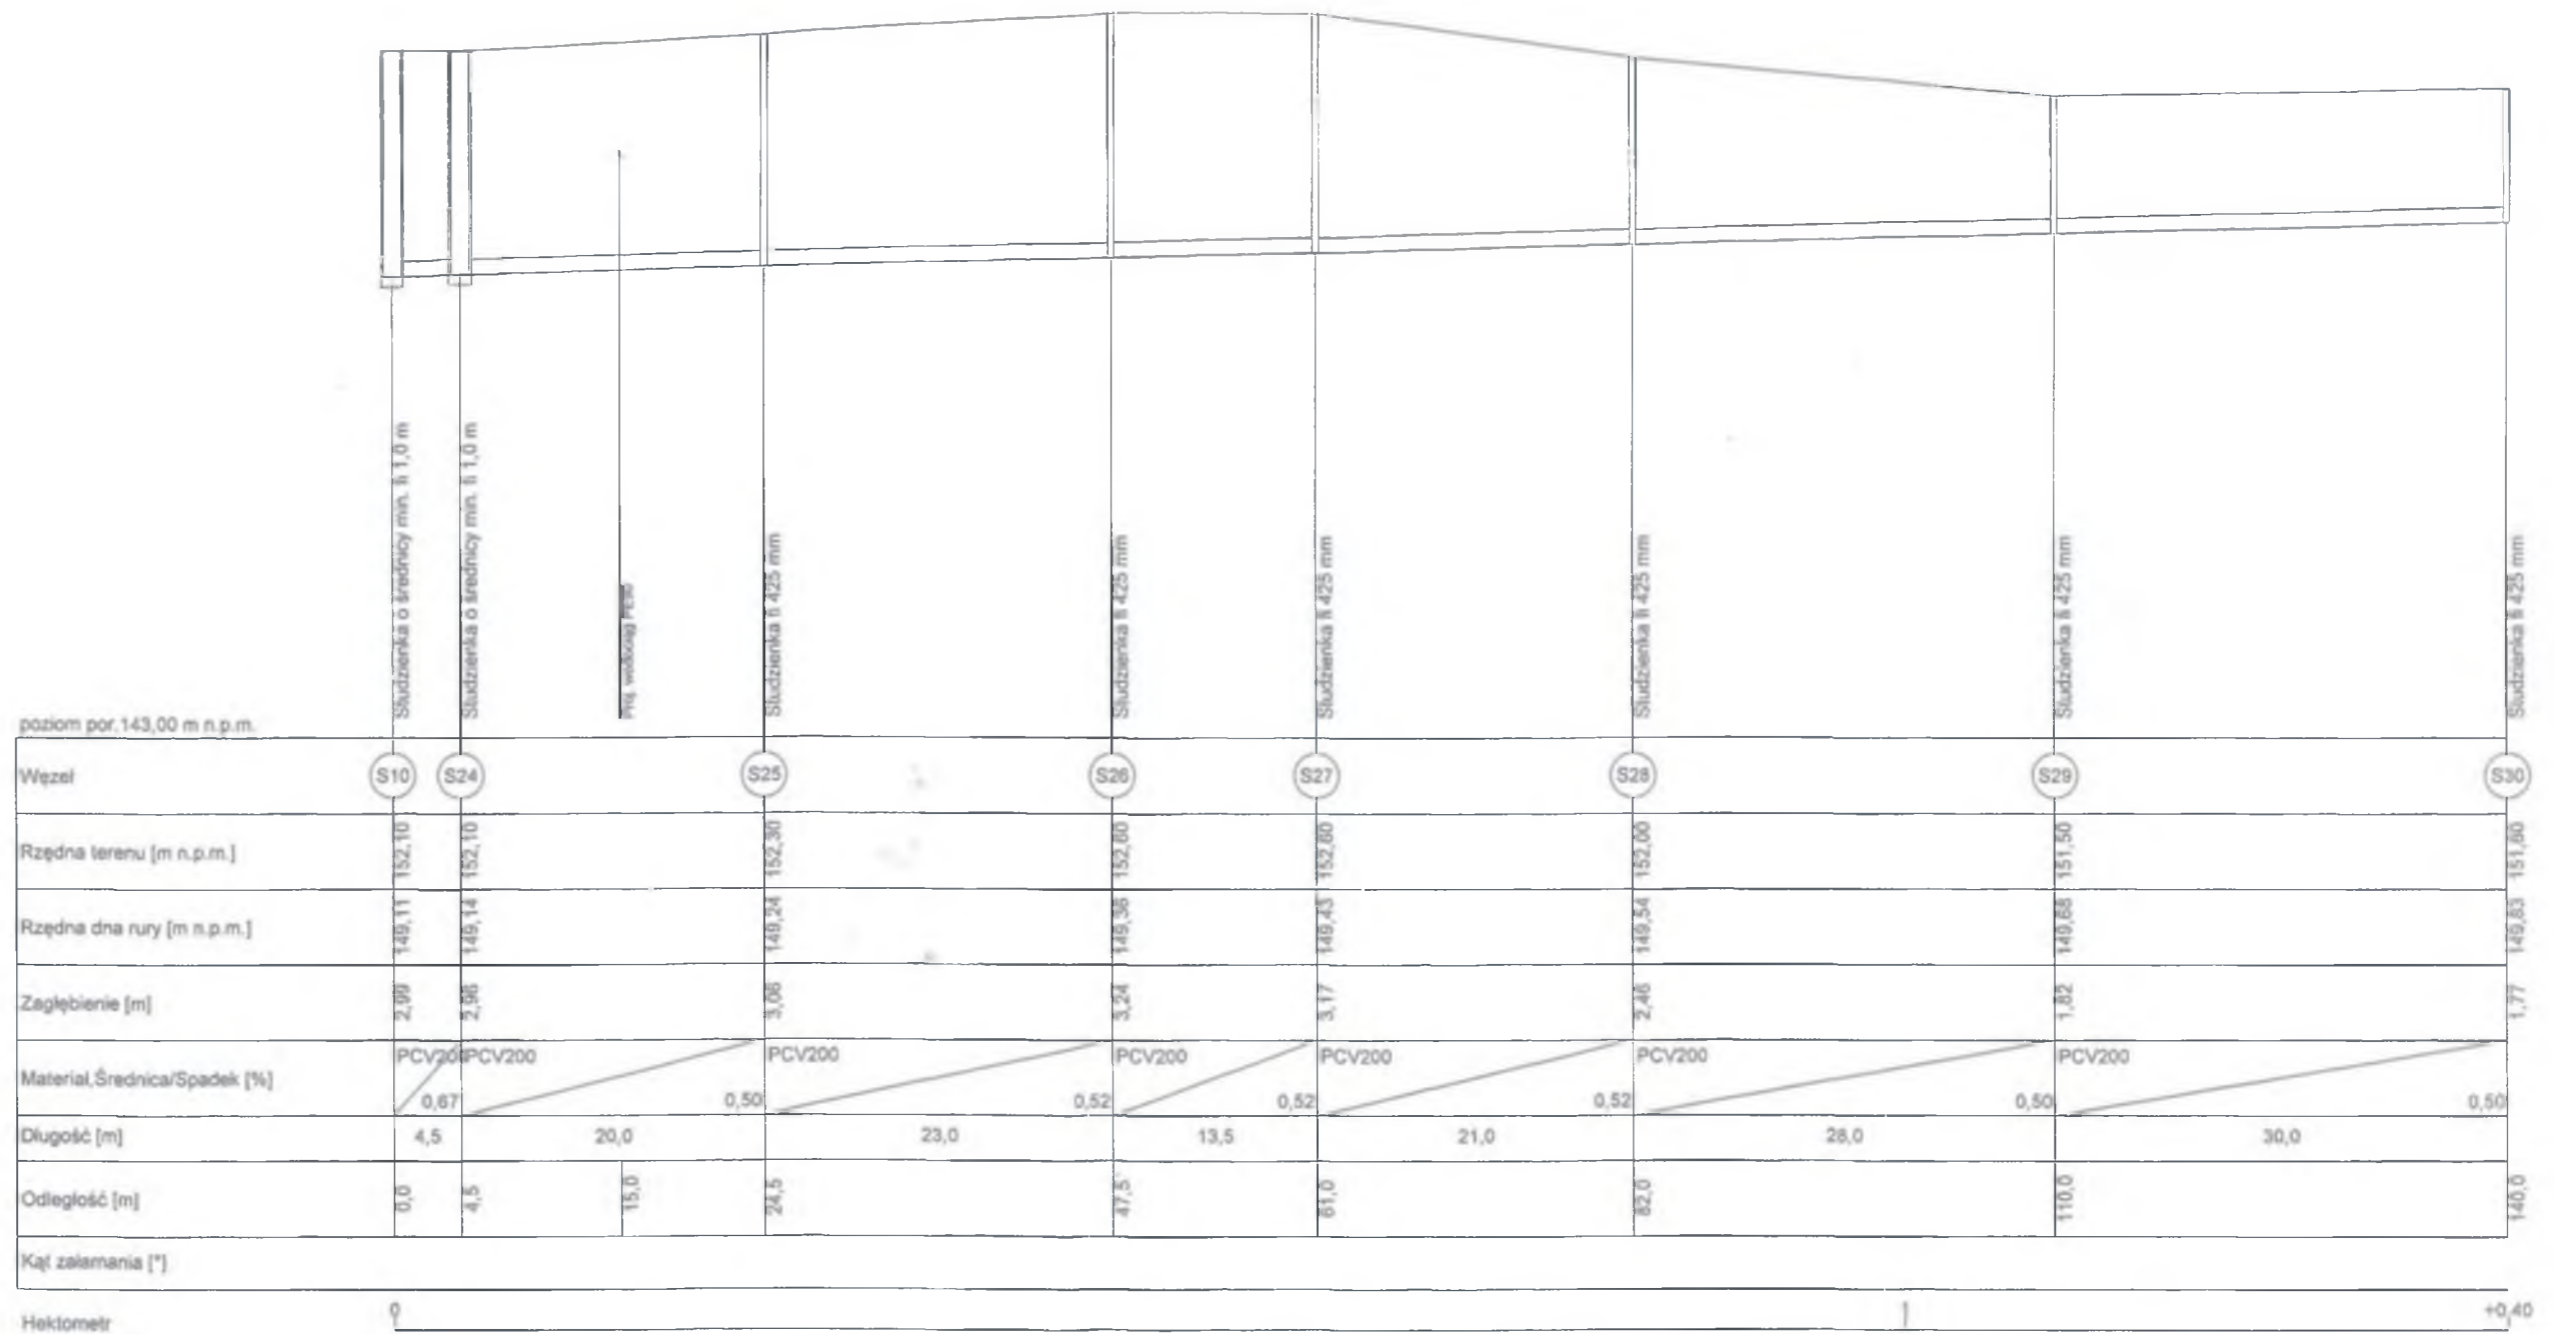 Studzienka o średnicy min. fi 1,0 m
Studzienka o średnicy min. fi 1,0 m
Proj. wodociąg PE90
Studzienka fi 425 mm
Studzienka fi 425 mm
Studzienka fi 425 mm
Studzienka fi 425 mm
Studzienka fi 425 mm
Studzienka fi 425 mm
poziom por.143,00 m n.p.m.
Węzeł S10 S24 S25 S26 S27 S28 S29 S30
Rzędna terenu [m n.p.m.] 152,10 152,10 152,30 152,60 152,60 152,00 151,50 151,60
Rzędna dna rury [m n.p.m.] 149,11 149,14 149,24 149,36 149,43 149,54 149,68 149,83
Zagłębienie [m] 2,99 2,96 3,06 3,24 3,17 2,46 1,82 1,77
PCV200 PCV200 PCV200 PCV200 PCV200 PCV200 PCV200
Materiał,Średnica/Spadek [%]
0,67 0,50 0,52 0,52 0,52 0,50 0,50
Długość [m] 4,5 20,0 23,0 13,5 21,0 28,0 30,0
Odległość [m] 0,0 4,5 15,0 24,5 47,5 61,0 82,0 110,0 140,0
Kąt załamania [°]
Hektometr 0 1 +0,40